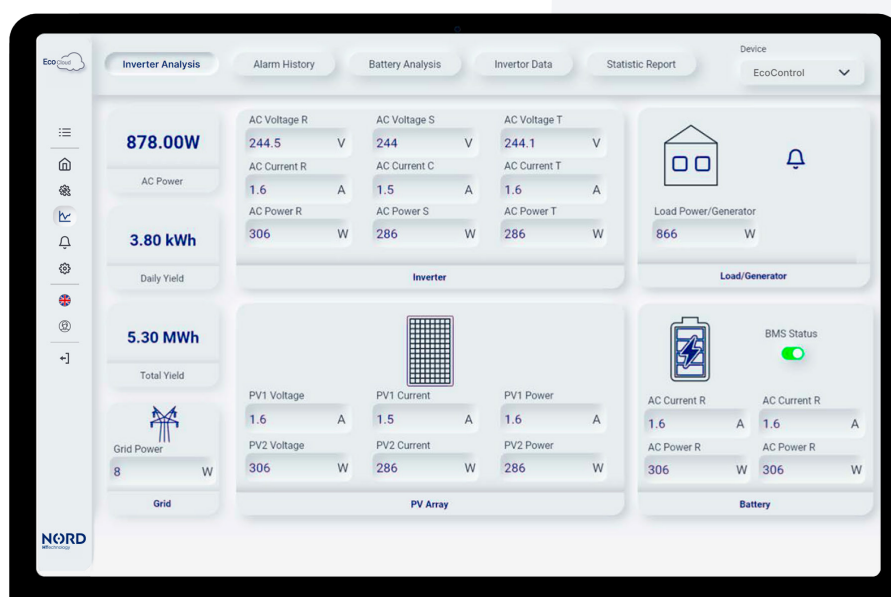 Eco Cloud
Inverter Analysis
Alarm History
Battery Analysis
Invertor Data
Statistic Report
Device
EcoControl
878.00W
AC Power
3.80 kWh
Daily Yield
5.30 MWh
Total Yield
Grid Power
8 W
Grid
AC Voltage R AC Voltage S AC Voltage T
244.5 V 244 V 244.1 V
AC Current R AC Current C AC Current T
1.6 A 1.5 A 1.6 A
AC Power R AC Power S AC Power T
306 W 286 W 286 W
Inverter
Load Power/Generator
866 W
Load/Generator
PV1 Voltage PV1 Current PV1 Power
1.6 A 1.5 A 1.6 A
PV2 Voltage PV2 Current PV2 Power
306 W 286 W 286 W
PV Array
BMS Status
AC Current R AC Current R
1.6 A 1.6 A
AC Power R AC Power R
306 W 306 W
Battery
NORD